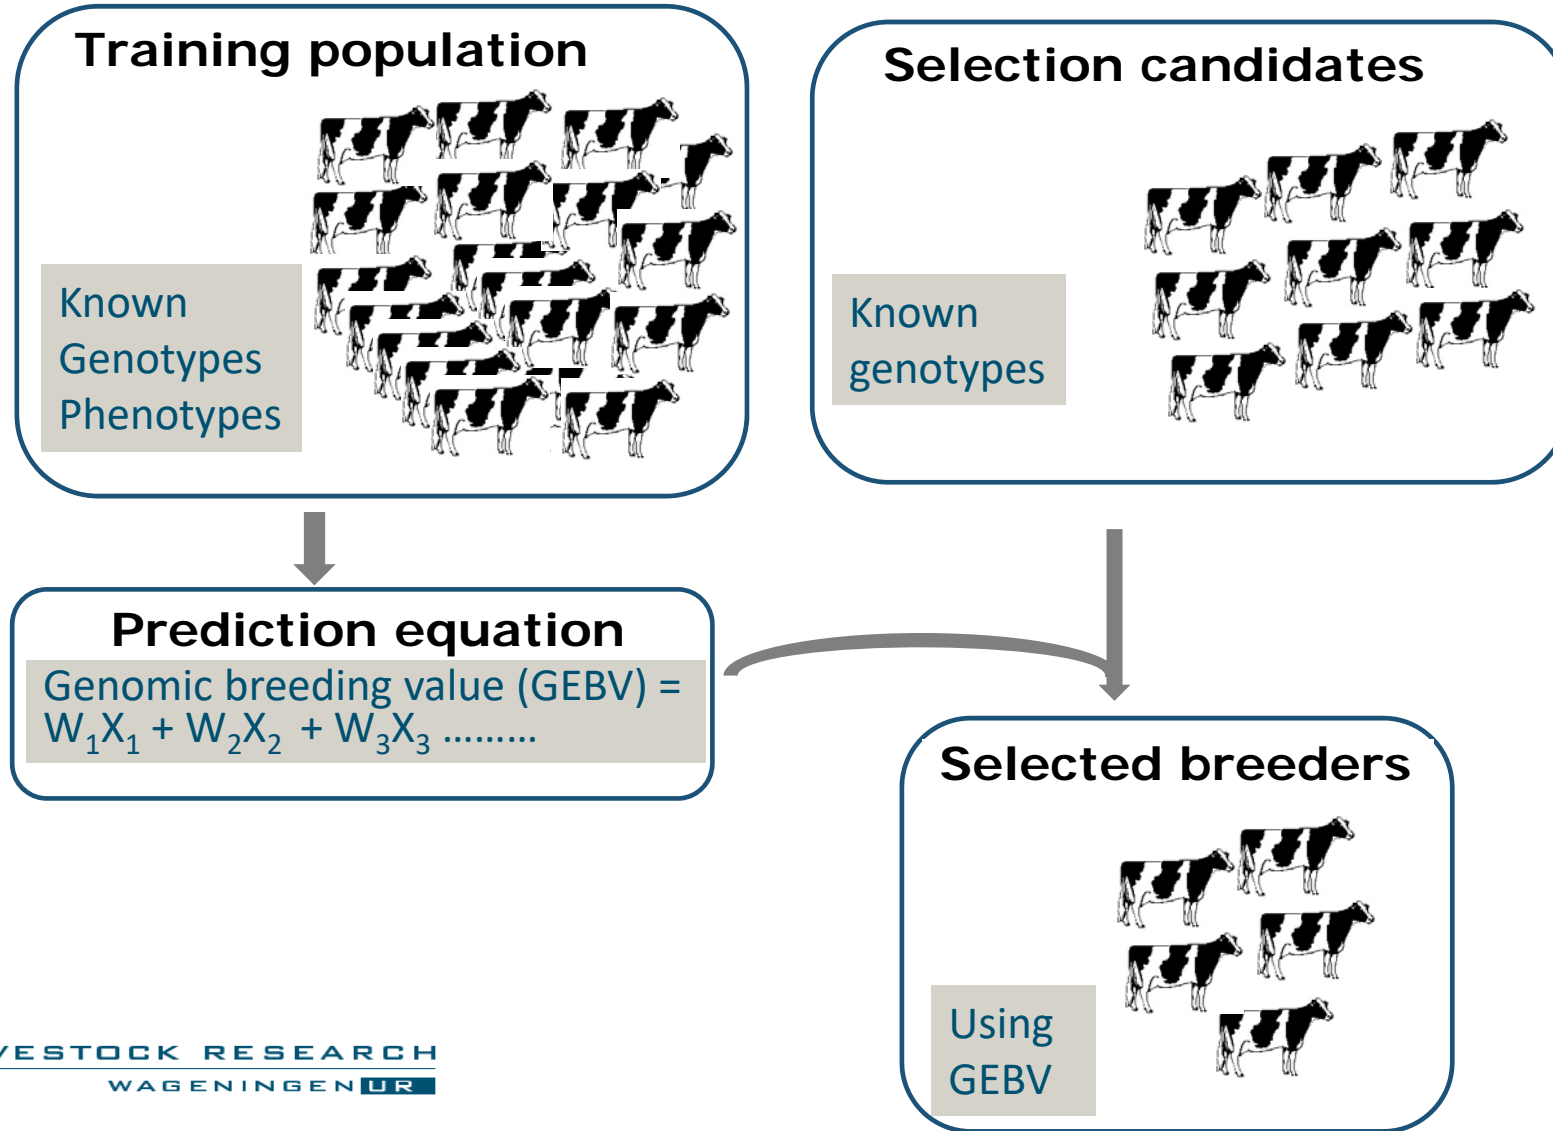 Training population
Known
Genotypes
Phenotypes
Selection candidates
Known
genotypes
Prediction equation
Genomic breeding value (GEBV) =
W₁X₁ + W₂X₂ + W₃X₃ .........
Selected breeders
Using
GEBV
VESTOCK RESEARCH
WAGENINGEN UR